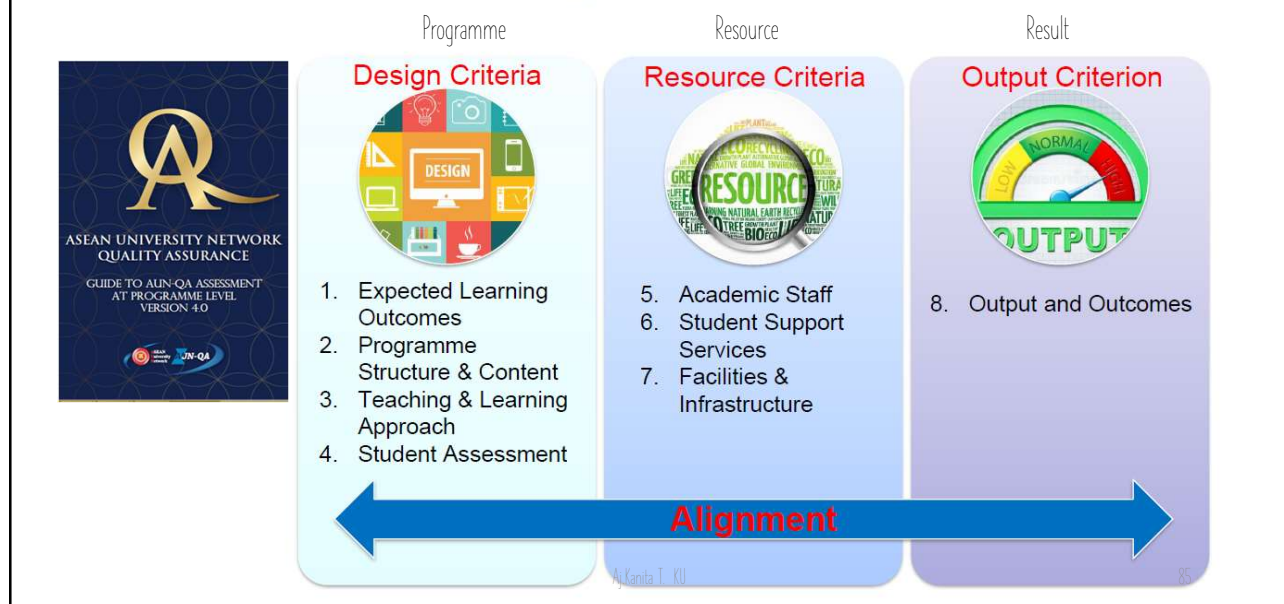 Programme
Resource
Result
ASEAN UNIVERSITY NETWORK
QUALITY ASSURANCE
GUIDE TO AUN-QA ASSESSMENT
AT PROGRAMME LEVEL
VERSION 4.0
AUN-QA
Design Criteria
DESIGN
1. Expected Learning
Outcomes
2. Programme
Structure & Content
3. Teaching & Learning
Approach
4. Student Assessment
Resource Criteria
RESOURCE
5. Academic Staff
6. Student Support
Services
7. Facilities &
Infrastructure
Output Criterion
LOW
NORMAL
HIGH
OUTPUT
8. Output and Outcomes
Alignment
Aj.Kanita T. KU
85